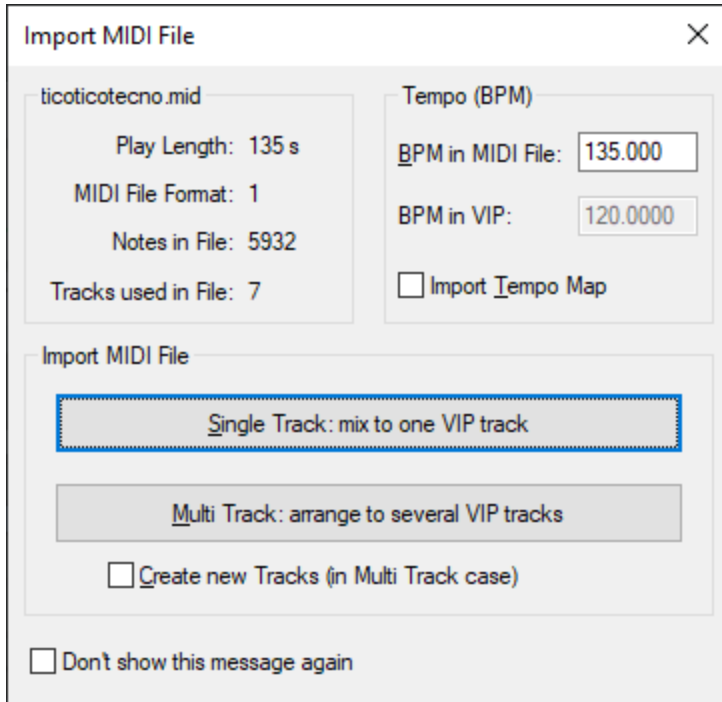 Import MIDI File
ticoticotecno.mid
Play Length: 135 s
MIDI File Format: 1
Notes in File: 5932
Tracks used in File: 7
Tempo (BPM)
BPM in MIDI File: 135.000
BPM in VIP: 120.0000
Import Tempo Map
Import MIDI File
Single Track: mix to one VIP track
Multi Track: arrange to several VIP tracks
Create new Tracks (in Multi Track case)
Don't show this message again